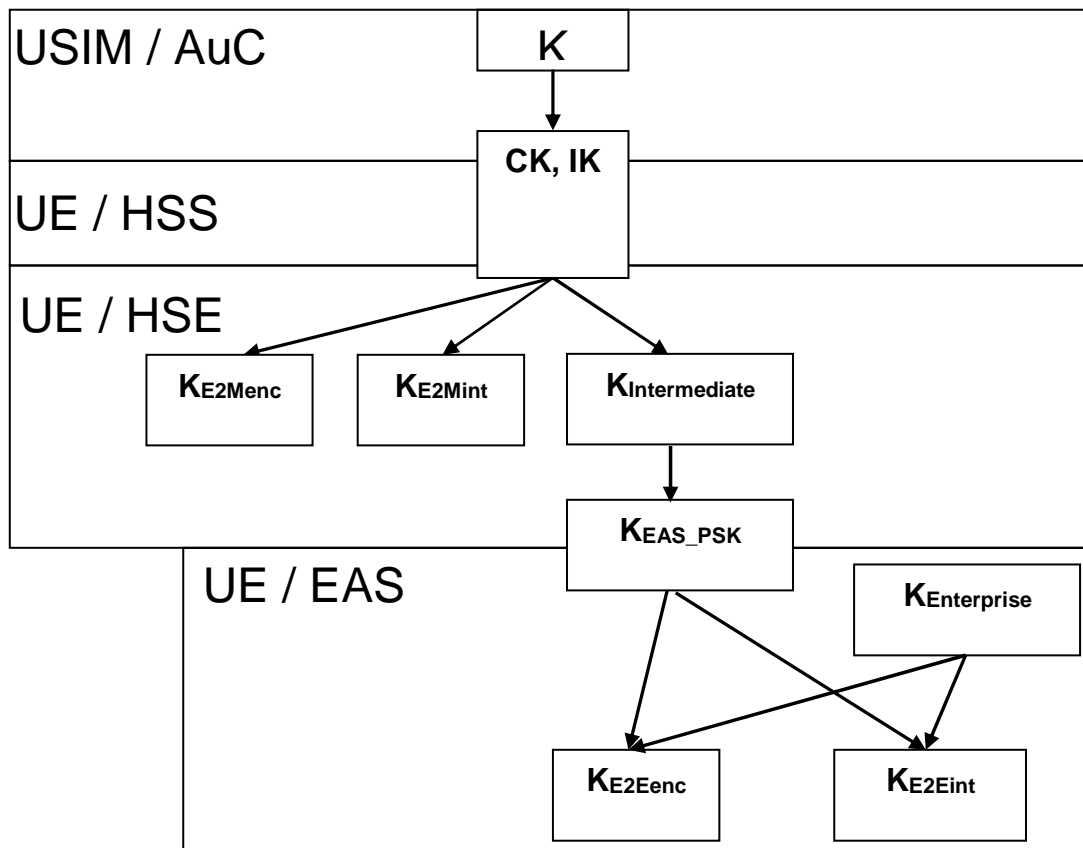 USIM / AuC
K
CK, IK
UE / HSS
UE / HSE
KE2Menc
KE2Mint
KIntermediate
KEAS_PSK
UE / EAS
KEnterprise
KE2Eenc
KE2Eint